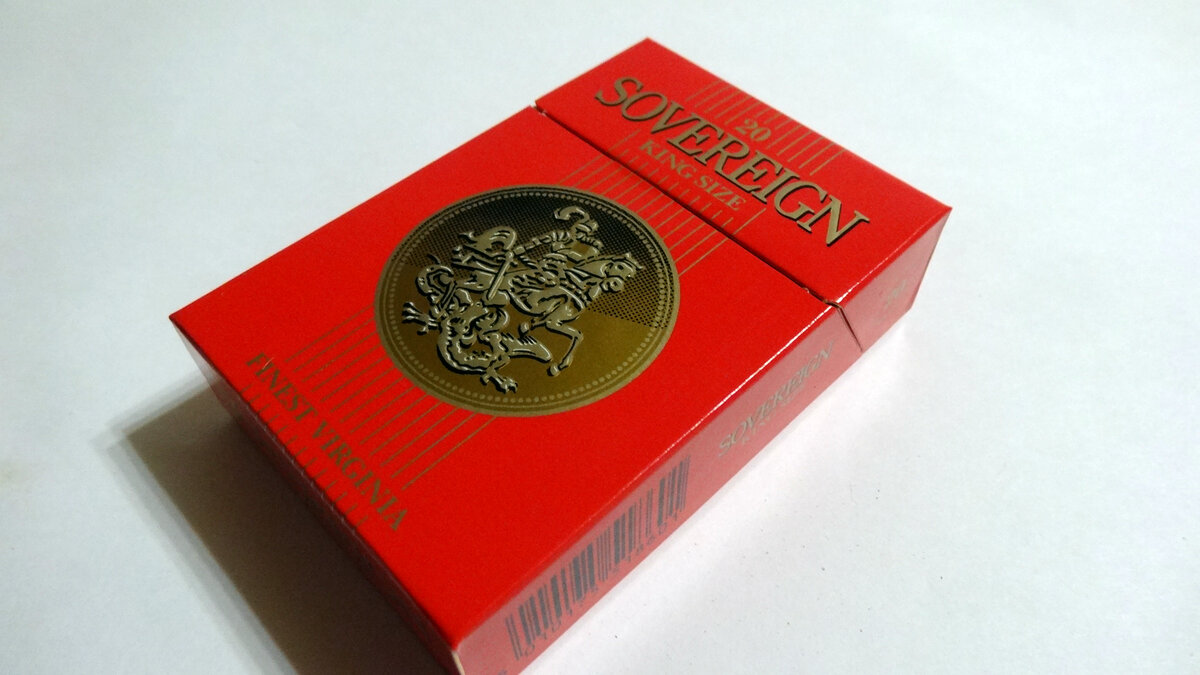 20
SOVEREIGN
KING SIZE
FINEST VIRGINIA
SOVEREIGN